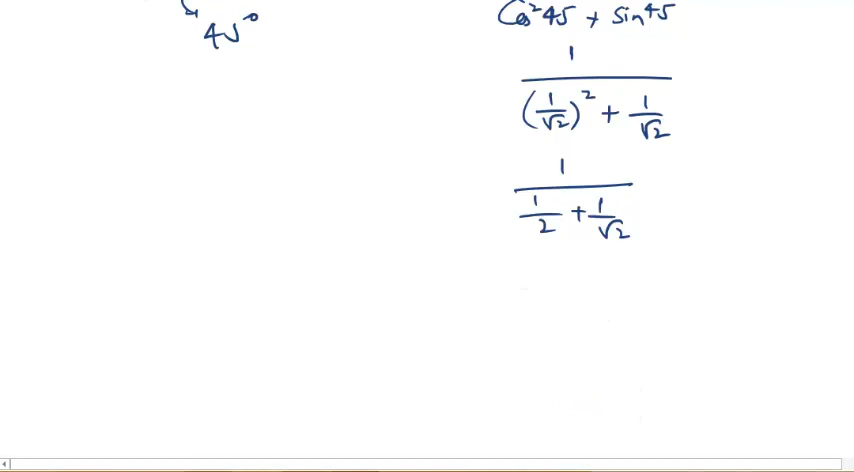 45°
Cos²45 + sin45
1
(1/√2)² + 1/√2
1
1/2 + 1/√2